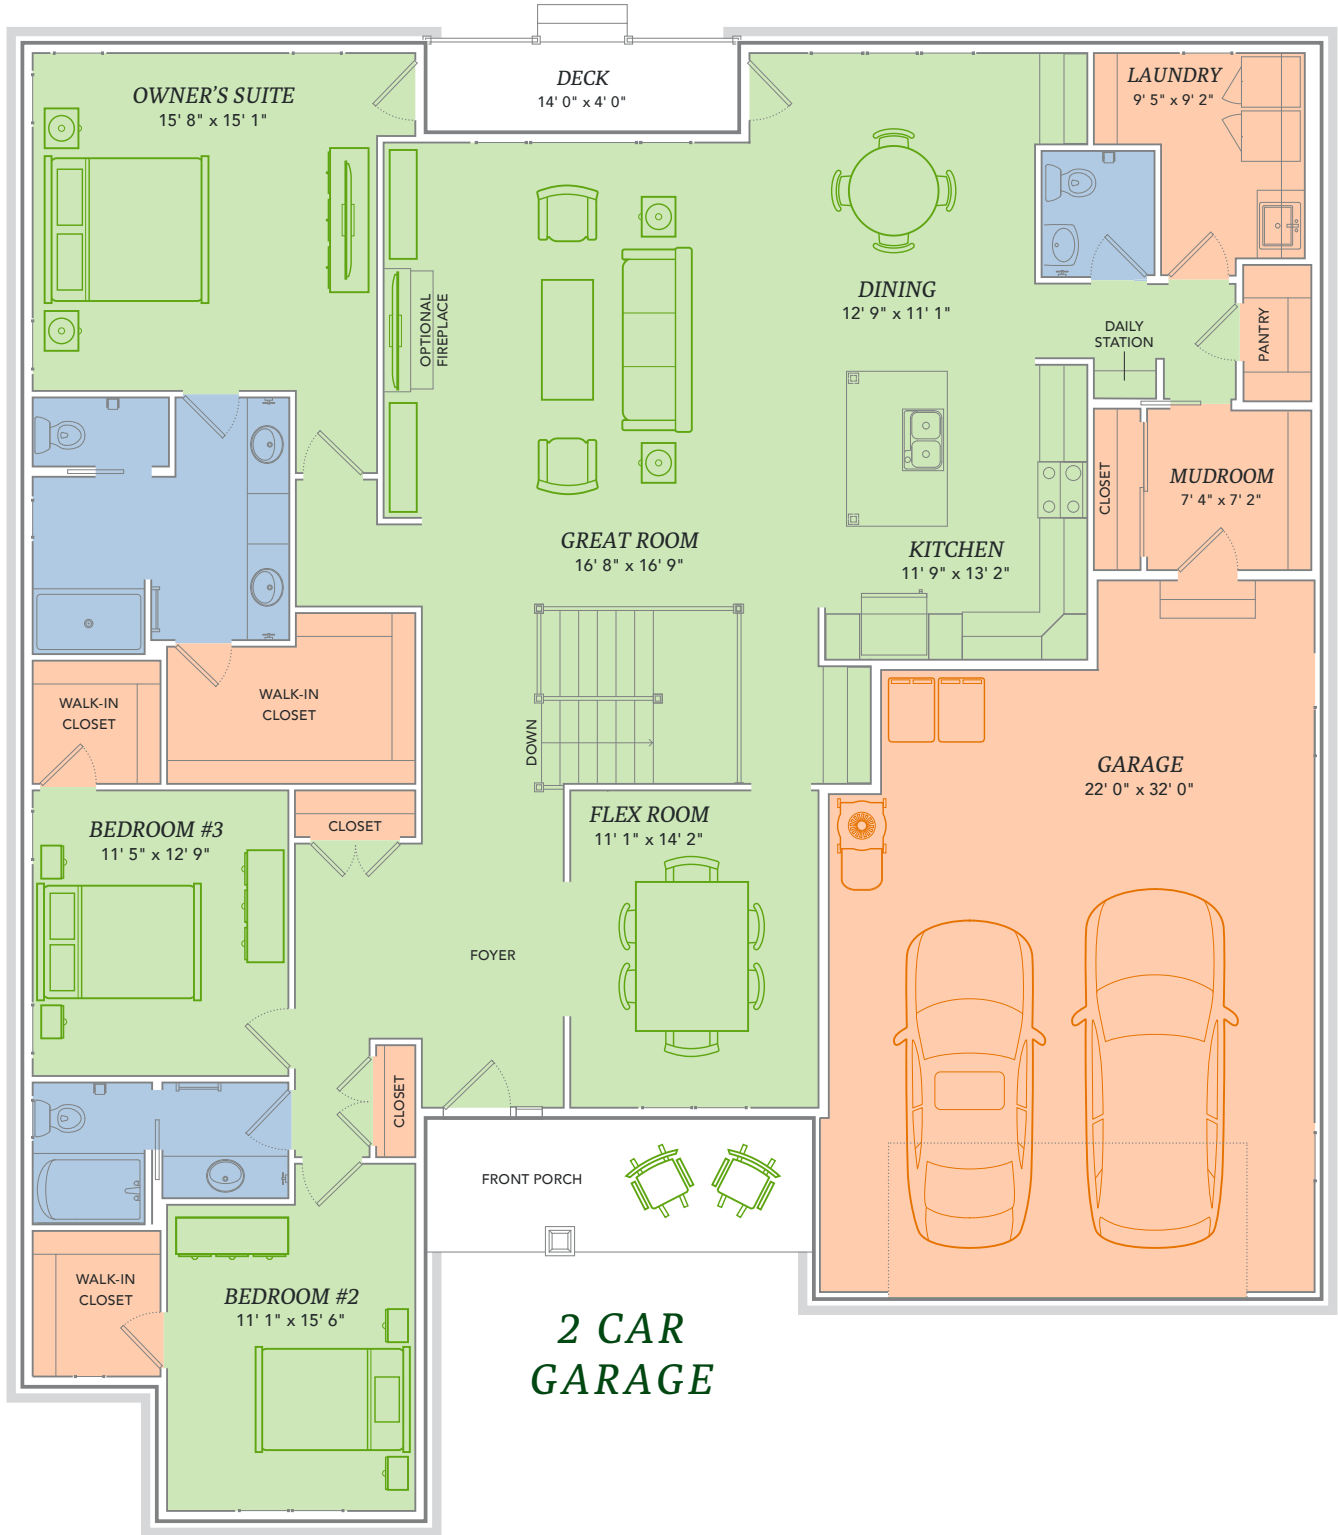 DECK
14' 0" x 4' 0"
OWNER'S SUITE
15' 8" x 15' 1"
LAUNDRY
9' 5" x 9' 2"
DINING
12' 9" x 11' 1"
OPTIONAL
FIREPLACE
DAILY
STATION
PANTRY
CLOSET
MUDROOM
7' 4" x 7' 2"
GREAT ROOM
16' 8" x 16' 9"
KITCHEN
11' 9" x 13' 2"
WALK-IN
CLOSET
WALK-IN
CLOSET
DOWN
GARAGE
22' 0" x 32' 0"
BEDROOM #3
11' 5" x 12' 9"
CLOSET
FLEX ROOM
11' 1" x 14' 2"
FOYER
CLOSET
FRONT PORCH
WALK-IN
CLOSET
BEDROOM #2
11' 1" x 15' 6"
2 CAR
GARAGE